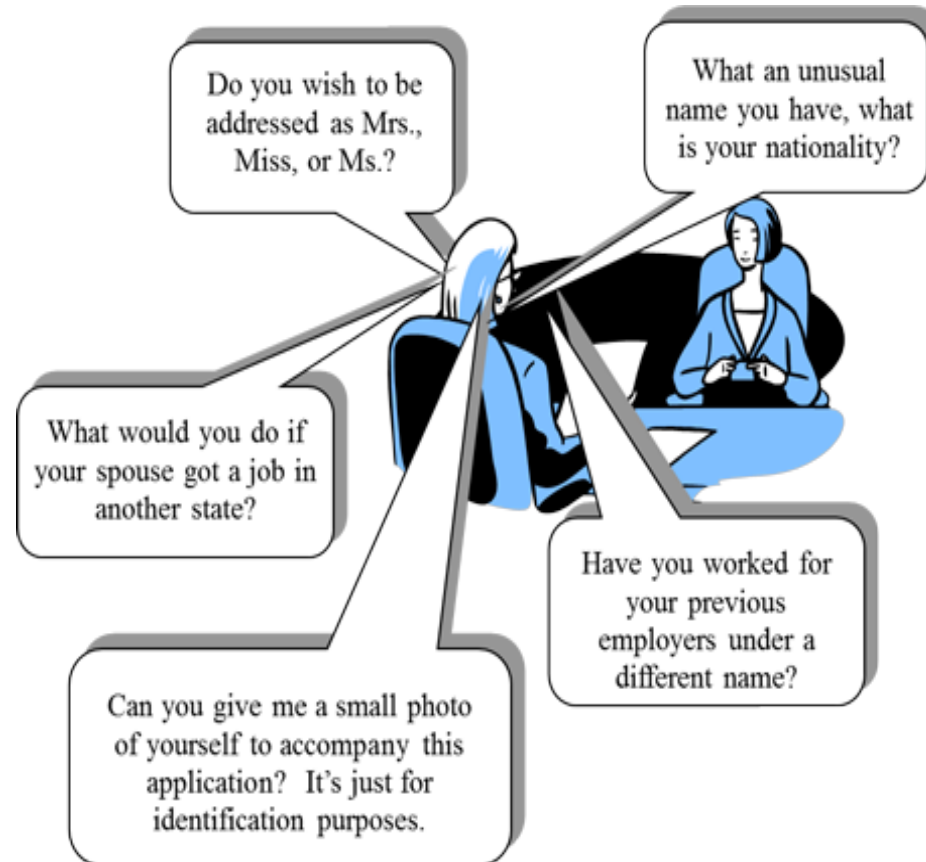 Do you wish to be
addressed as Mrs.,
Miss, or Ms.?
What an unusual
name you have, what
is your nationality?
What would you do if
your spouse got a job in
another state?
Have you worked for
your previous
employers under a
different name?
Can you give me a small photo
of yourself to accompany this
application? It’s just for
identification purposes.